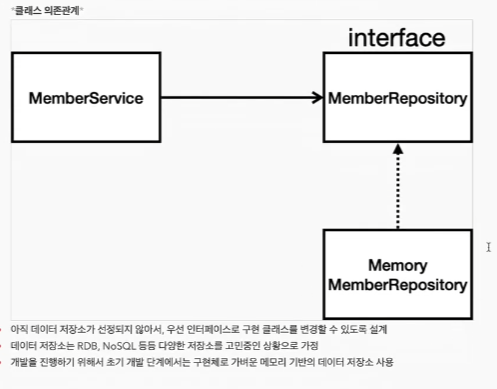 "클래스 의존관계"
interface
MemberService
MemberRepository
Memory
MemberRepository
아직 데이터 저장소가 선정되지 않아서, 우선 인터페이스로 구현 클래스를 변경할 수 있도록 설계
데이터 저장소는 RDB, NoSQL 등등 다양한 저장소를 고민중인 상황으로 가정
개발을 진행하기 위해서 초기 개발 단계에서는 구현체로 가벼운 메모리 기반의 데이터 저장소 사용